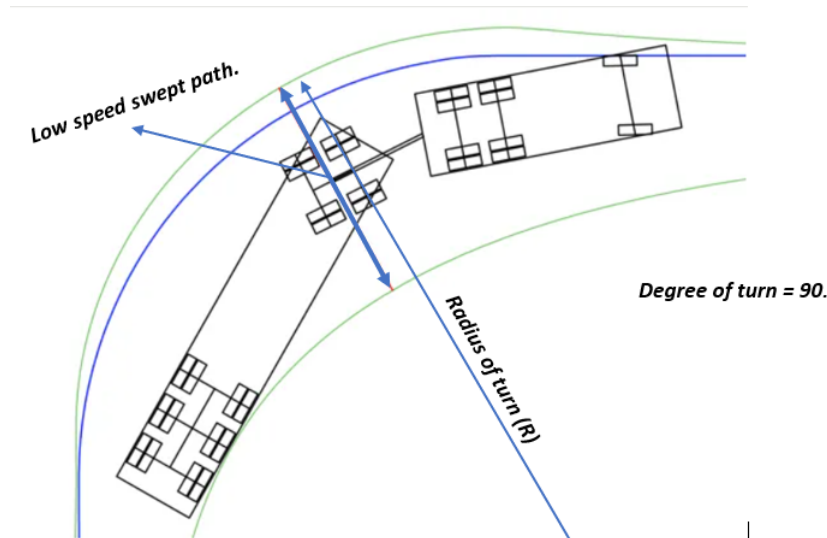 Low speed swept path.
Radius of turn (R)
Degree of turn = 90.